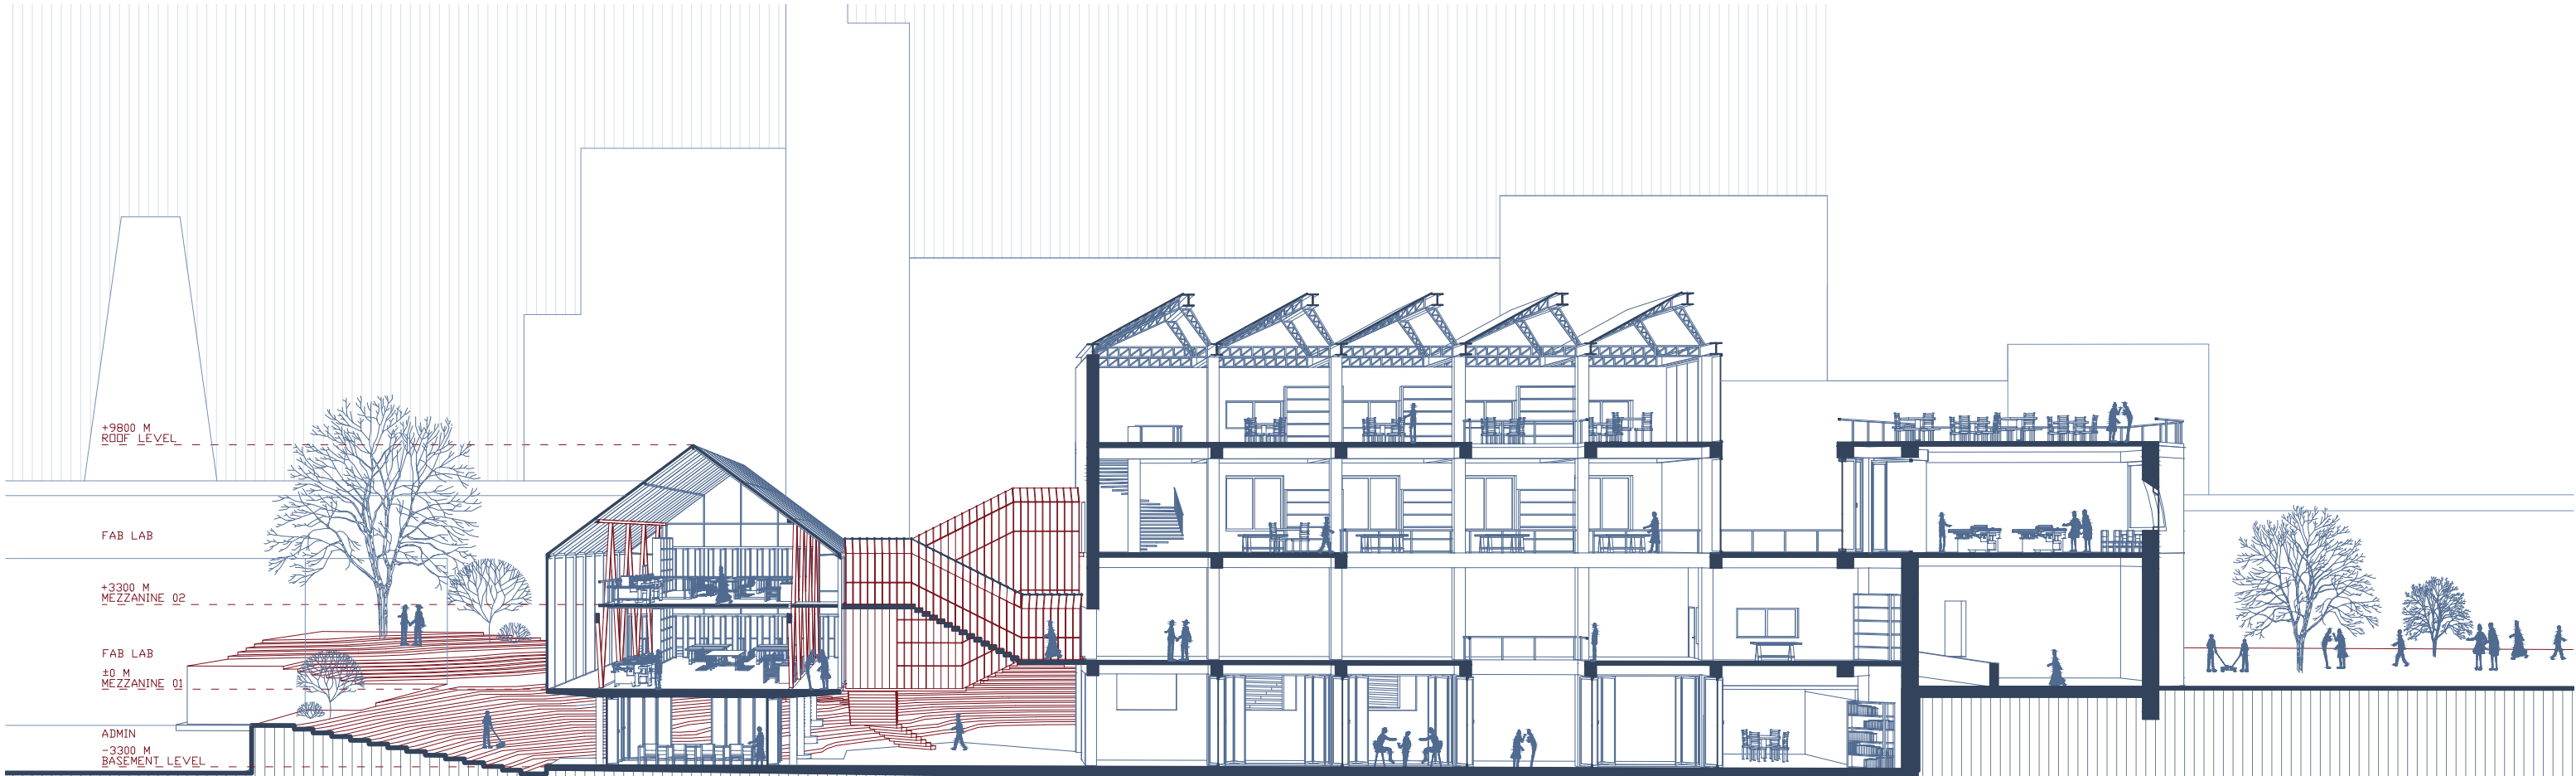 +9800 M
ROOF LEVEL
FAB LAB
+3300 M
MEZZANINE 02
FAB LAB
±0 M
MEZZANINE 01
ADMIN
-3300 M
BASEMENT LEVEL